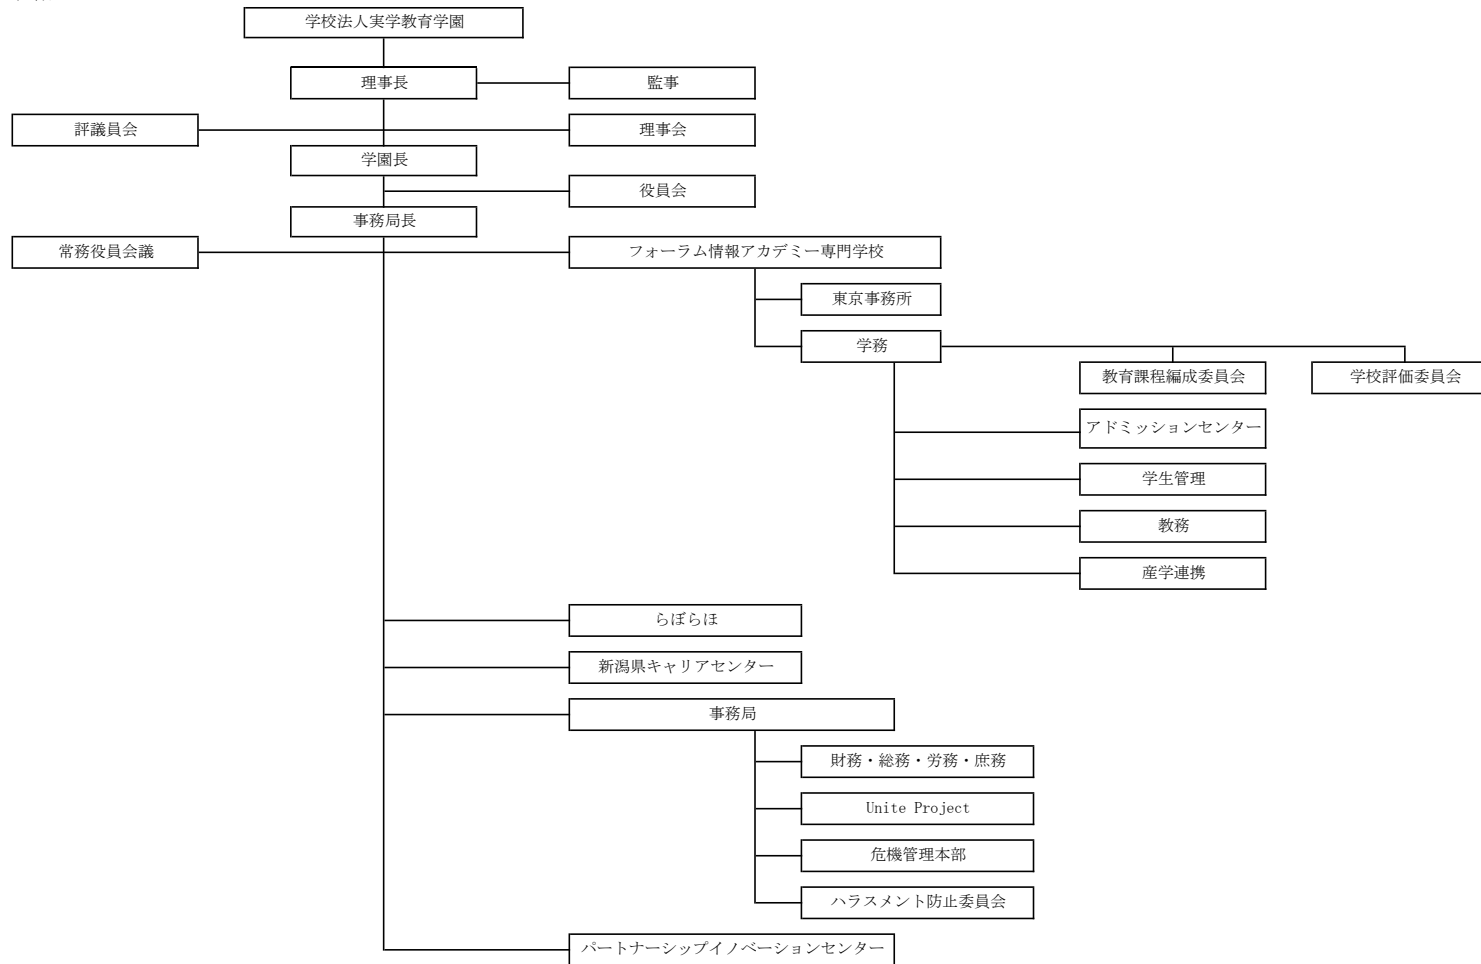 学校法人実学教育学園
理事長
監事
評議員会
理事会
学園長
役員会
事務局長
常務役員会議
フォーラム情報アカデミー専門学校
東京事務所
学務
教育課程編成委員会
学校評価委員会
アドミッションセンター
学生管理
教務
産学連携
らぼらほ
新潟県キャリアセンター
事務局
財務・総務・労務・庶務
Unite Project
危機管理本部
ハラスメント防止委員会
パートナーシップイノベーションセンター